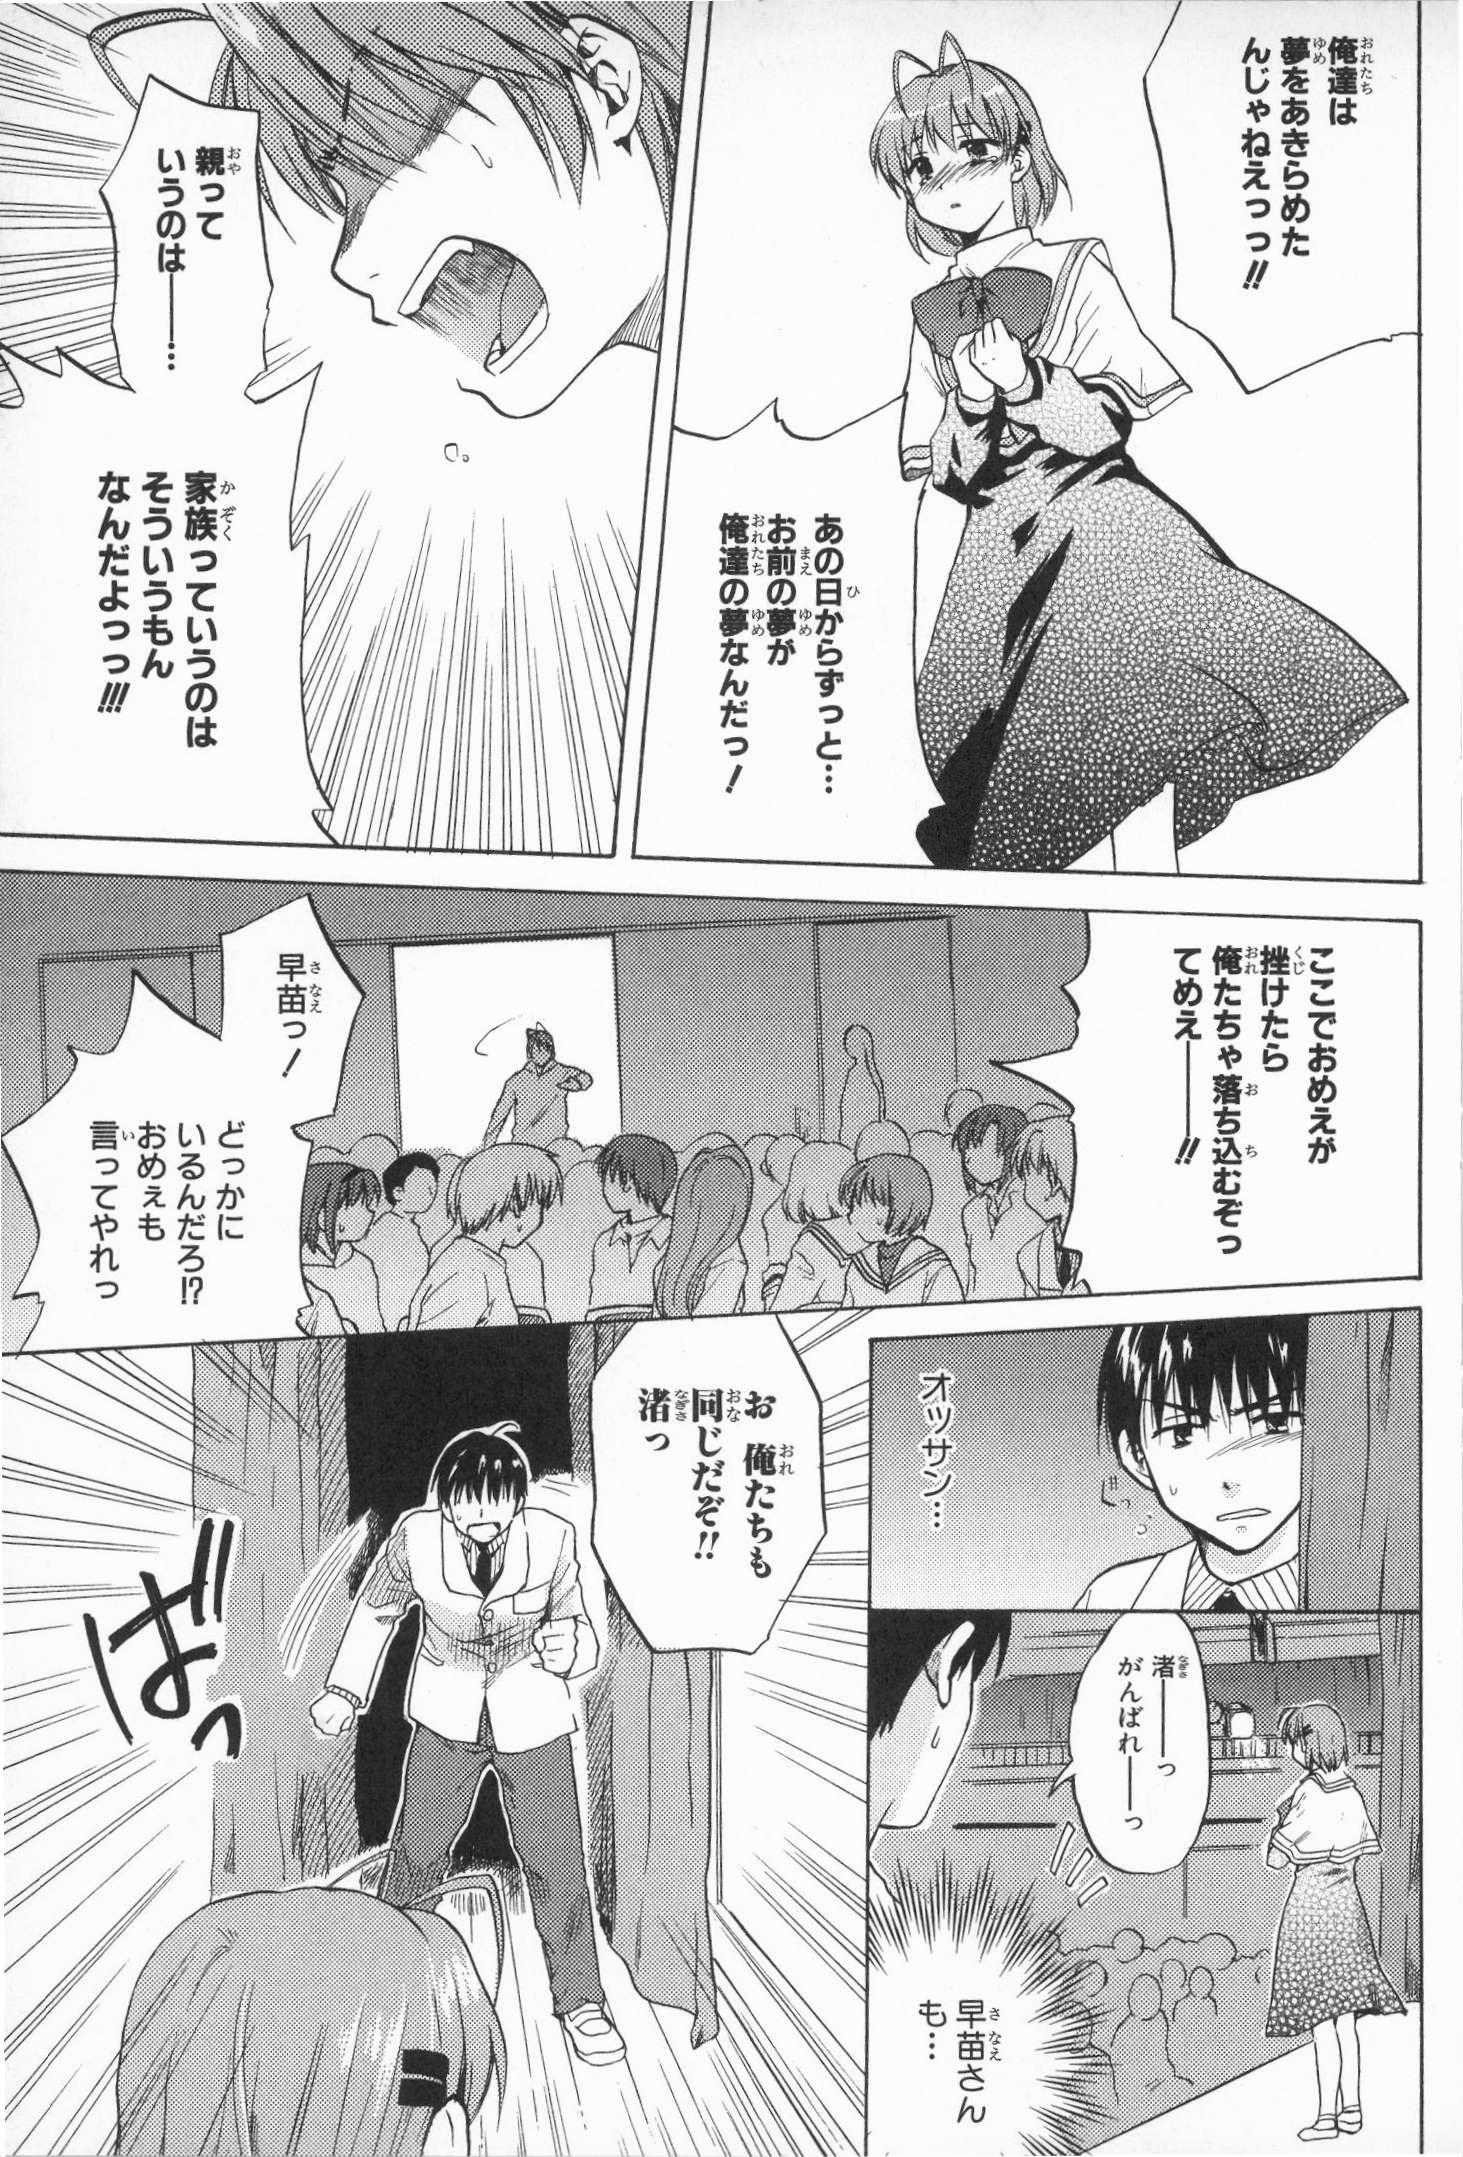 俺達は
夢をあきらめた
んじゃねえっっ!!
あの日からずっと…
お前の夢が
俺達の夢なんだっ!
親って
いうのは――…
家族っていうのは
そういうもん
なんだよっっ!!!
ここでおめえが
挫けたら
俺たちゃ落ち込むぞっ
てめえ――!!
早苗っ!
どっかに
いるんだろ!?
おめぇも
言ってやれっ
オッサン…
ぐっ
渚――っ
がんばれ――っ
早苗さん
も…
お 俺たちも
同じだぞ!!
渚っ
ばっ